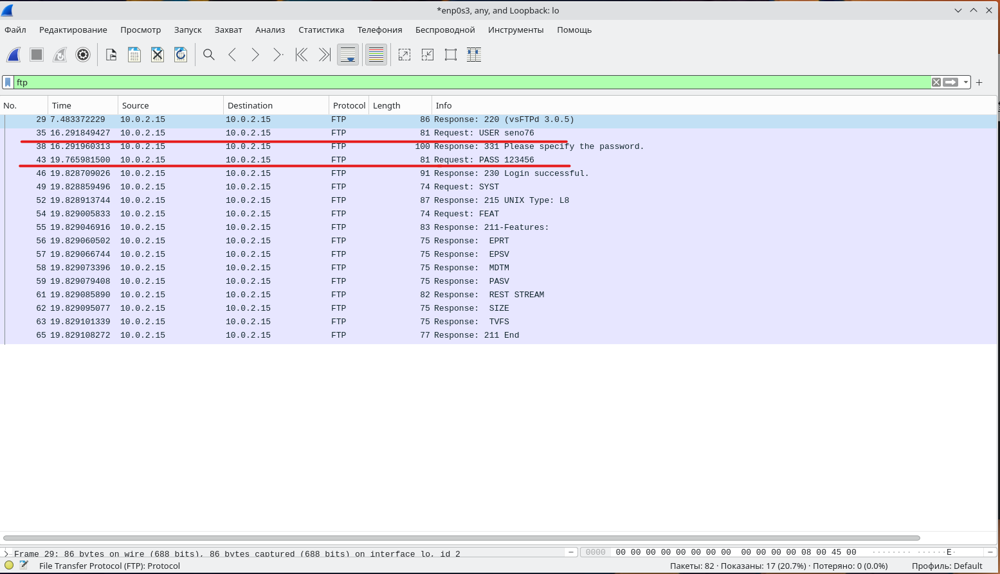 *enp0s3, any, and Loopback: lo
Файл Редактирование Просмотр Запуск Захват Анализ Статистика Телефония Беспроводной Инструменты Помощь
ftp
No. Time Source Destination Protocol Length Info
29 7.483372229 10.0.2.15 10.0.2.15 FTP 86 Response: 220 (vsFTPd 3.0.5)
35 16.291849427 10.0.2.15 10.0.2.15 FTP 81 Request: USER seno76
38 16.291960313 10.0.2.15 10.0.2.15 FTP 100 Response: 331 Please specify the password.
43 19.765981500 10.0.2.15 10.0.2.15 FTP 81 Request: PASS 123456
46 19.828709026 10.0.2.15 10.0.2.15 FTP 91 Response: 230 Login successful.
49 19.828859496 10.0.2.15 10.0.2.15 FTP 74 Request: SYST
52 19.828913744 10.0.2.15 10.0.2.15 FTP 87 Response: 215 UNIX Type: L8
54 19.829005833 10.0.2.15 10.0.2.15 FTP 74 Request: FEAT
55 19.829046916 10.0.2.15 10.0.2.15 FTP 83 Response: 211-Features:
56 19.829060502 10.0.2.15 10.0.2.15 FTP 75 Response:  EPRT
57 19.829066744 10.0.2.15 10.0.2.15 FTP 75 Response:  EPSV
58 19.829073396 10.0.2.15 10.0.2.15 FTP 75 Response:  MDTM
59 19.829079408 10.0.2.15 10.0.2.15 FTP 75 Response:  PASV
61 19.829085890 10.0.2.15 10.0.2.15 FTP 82 Response:  REST STREAM
62 19.829095077 10.0.2.15 10.0.2.15 FTP 75 Response:  SIZE
63 19.829101339 10.0.2.15 10.0.2.15 FTP 75 Response:  TVFS
65 19.829108272 10.0.2.15 10.0.2.15 FTP 77 Response: 211 End
Frame 29: 86 bytes on wire (688 bits), 86 bytes captured (688 bits) on interface lo, id 2
0000 00 00 00 00 00 00 00 00 00 00 00 00 08 00 45 00 ········ ······E·
File Transfer Protocol (FTP): Protocol Пакеты: 82 · Показаны: 17 (20.7%) · Потеряно: 0 (0.0%) Профиль: Default